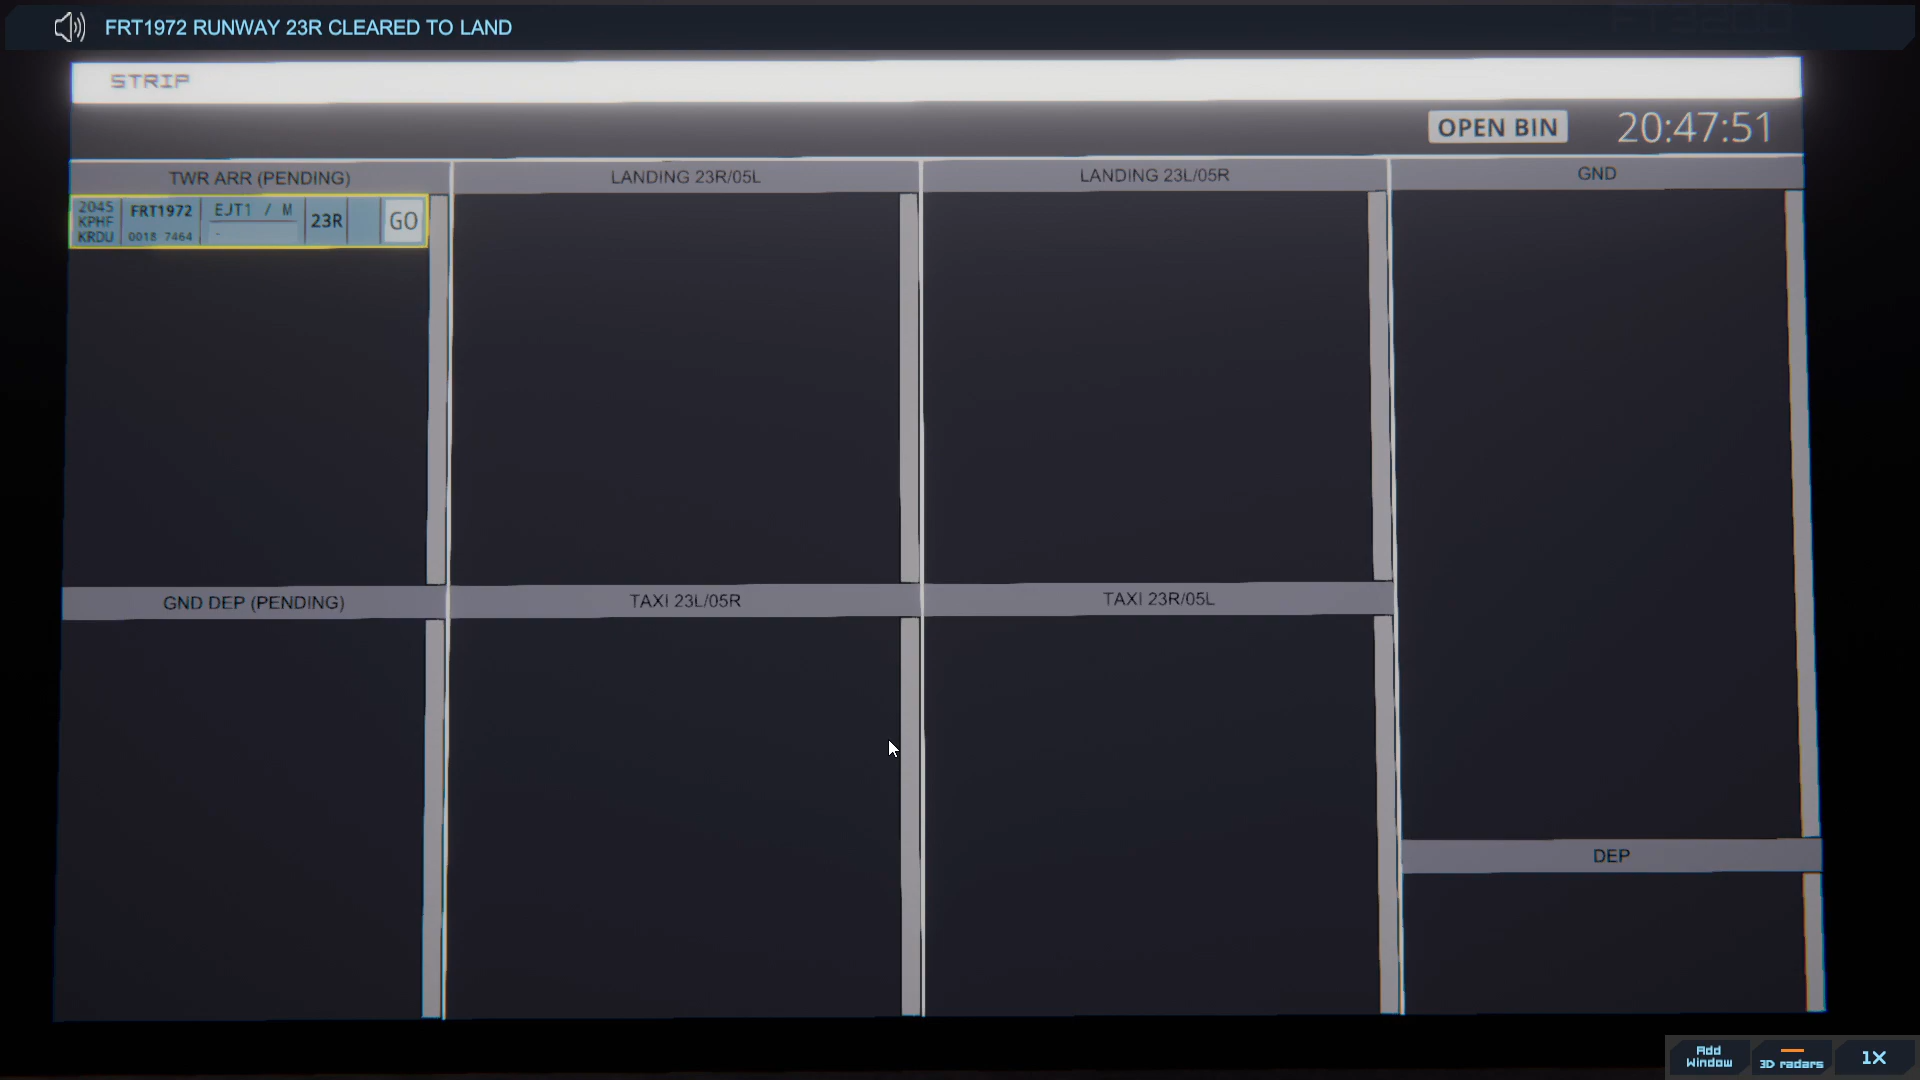 FRT1972 RUNWAY 23R CLEARED TO LAND
STRIP
OPEN BIN 20:47:51
TWR ARR (PENDING) LANDING 23R/05L LANDING 23L/05R GND
2045 FRT1972 EJT1 / M 23R GO
KPHF
KRDU 0018 7464 -
GND DEP (PENDING) TAXI 23L/05R TAXI 23R/05L
DEP
Add Window
3D radars
1X